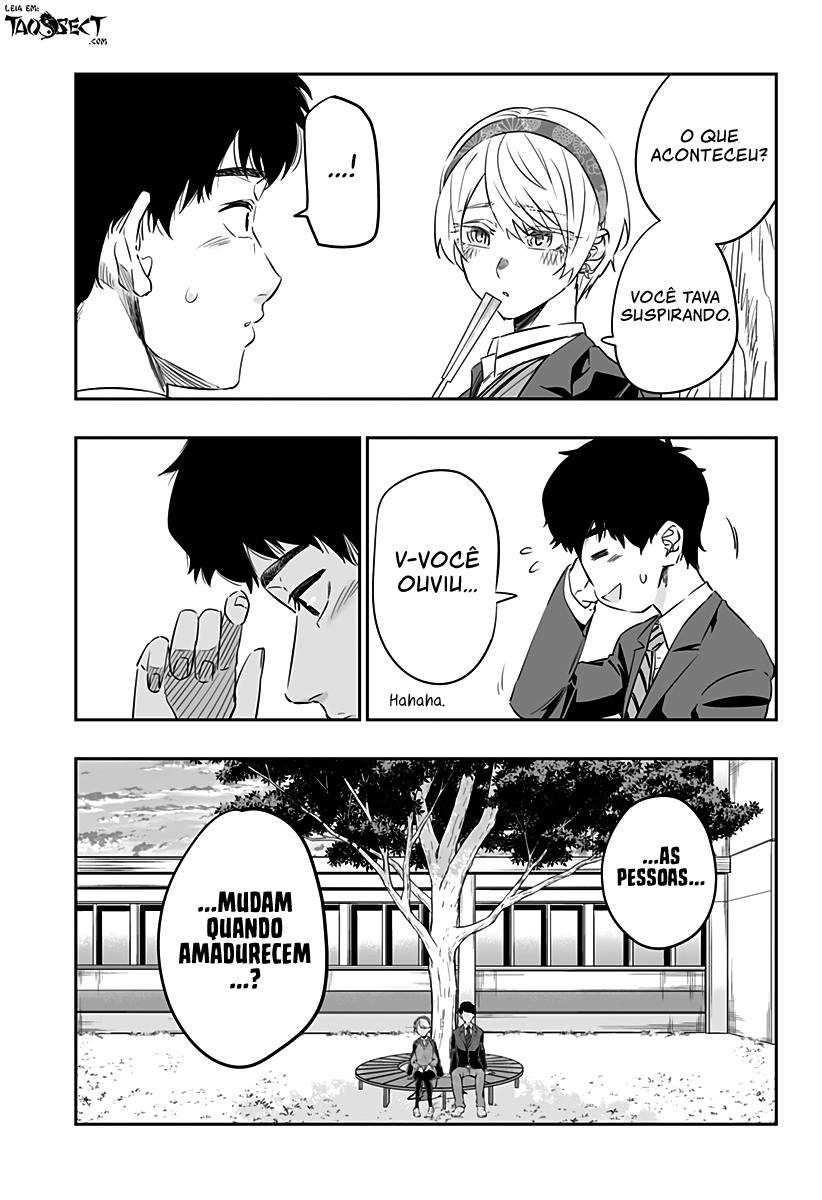 LEIA EM:
TAOSECT
.COM
O QUE
ACONTECEU?
VOCÊ TAVA
SUSPIRANDO.
...!
V-VOCÊ
OUVIU...
Hahaha.
...AS
PESSOAS...
...MUDAM
QUANDO
AMADURECEM
...?